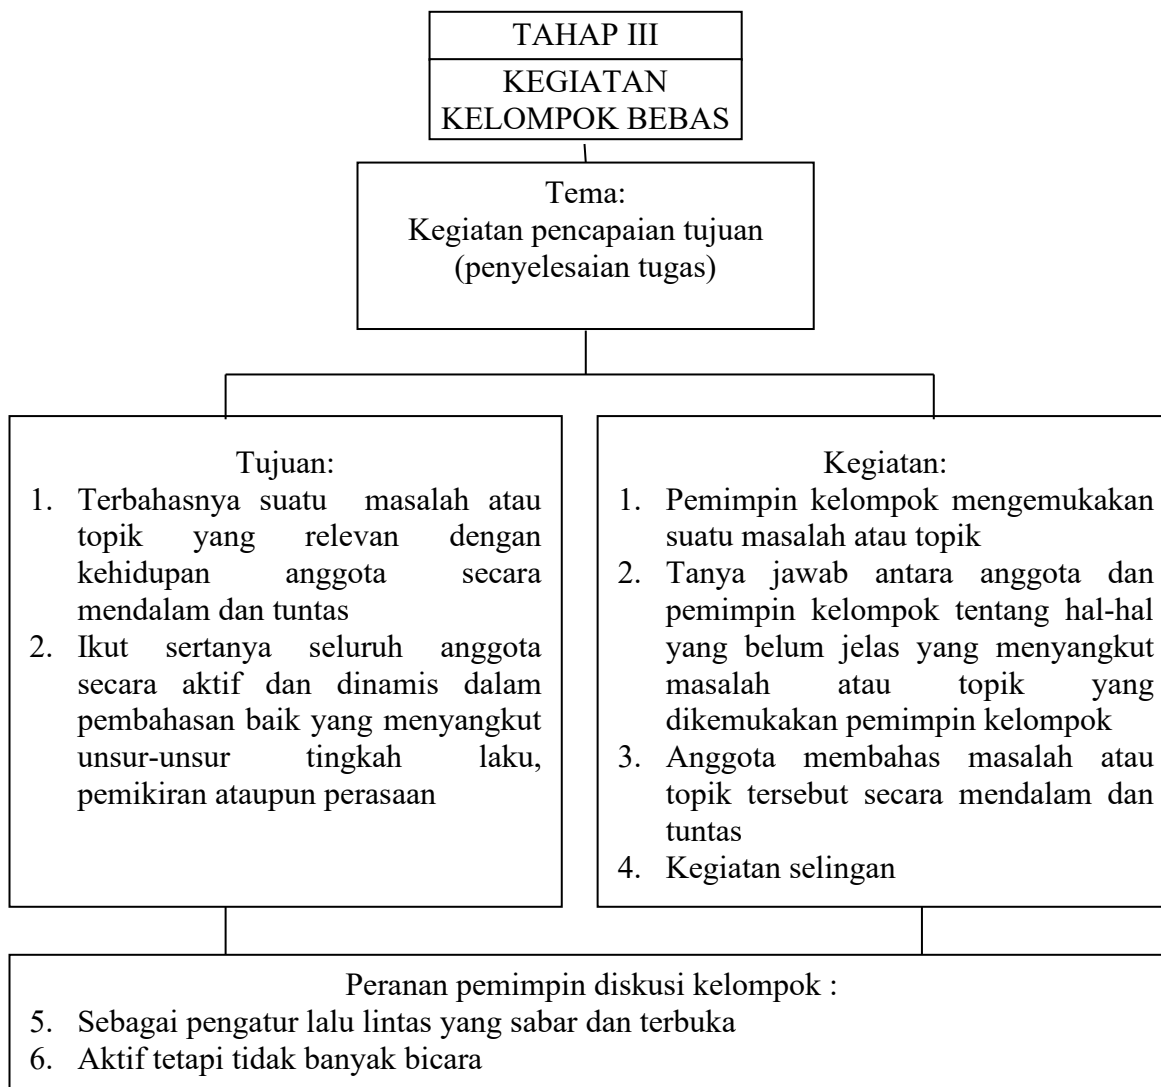 TAHAP III
KEGIATAN
KELOMPOK BEBAS
Tema:
Kegiatan pencapaian tujuan
(penyelesaian tugas)
Tujuan:
1. Terbahasnya suatu masalah atau
topik yang relevan dengan
kehidupan anggota secara
mendalam dan tuntas
2. Ikut sertanya seluruh anggota
secara aktif dan dinamis dalam
pembahasan baik yang menyangkut
unsur-unsur tingkah laku,
pemikiran ataupun perasaan
Kegiatan:
1. Pemimpin kelompok mengemukakan
suatu masalah atau topik
2. Tanya jawab antara anggota dan
pemimpin kelompok tentang hal-hal
yang belum jelas yang menyangkut
masalah atau topik yang
dikemukakan pemimpin kelompok
3. Anggota membahas masalah atau
topik tersebut secara mendalam dan
tuntas
4. Kegiatan selingan
Peranan pemimpin diskusi kelompok :
5. Sebagai pengatur lalu lintas yang sabar dan terbuka
6. Aktif tetapi tidak banyak bicara